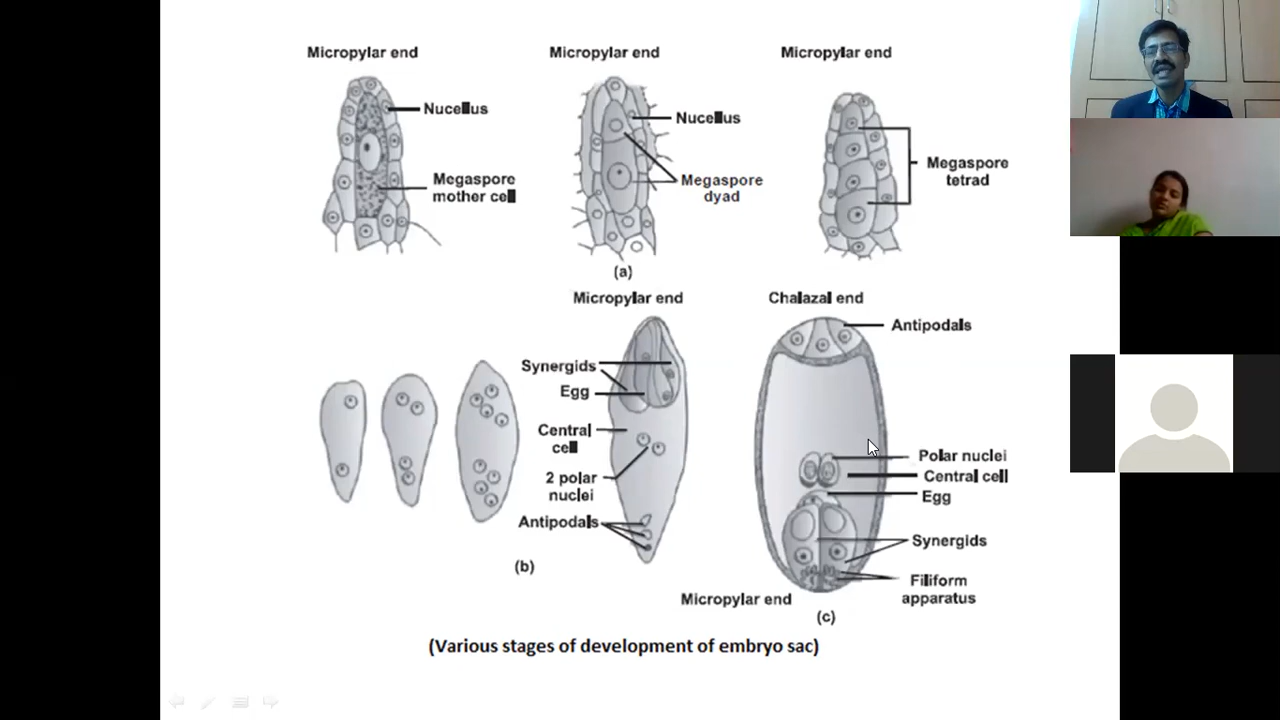 Micropylar end
Micropylar end
Micropylar end
Nucellus
Megaspore
mother cell
Nucellus
Megaspore
dyad
Megaspore
tetrad
(a)
Micropylar end
Chalazal end
Synergids
Egg
Central
cell
2 polar
nuclei
Antipodals
(b)
Antipodals
Polar nuclei
Central cell
Egg
Synergids
Filiform
apparatus
Micropylar end
(c)
(Various stages of development of embryo sac)